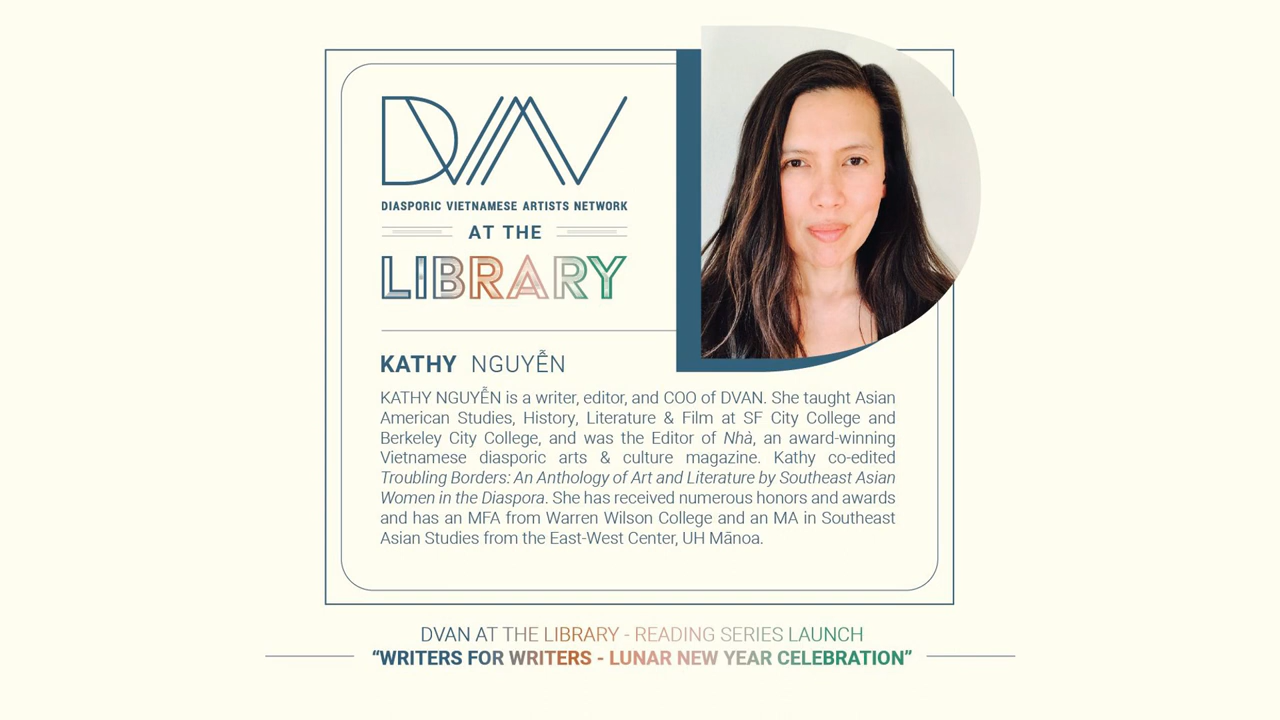 DVAN
DIASPORIC VIETNAMESE ARTISTS NETWORK
AT THE
LIBRARY
KATHY NGUYỄN
KATHY NGUYỄN is a writer, editor, and COO of DVAN. She taught Asian
American Studies, History, Literature & Film at SF City College and
Berkeley City College, and was the Editor of Nhà, an award-winning
Vietnamese diasporic arts & culture magazine. Kathy co-edited
Troubling Borders: An Anthology of Art and Literature by Southeast Asian
Women in the Diaspora. She has received numerous honors and awards
and has an MFA from Warren Wilson College and an MA in Southeast
Asian Studies from the East-West Center, UH Mānoa.
DVAN AT THE LIBRARY - READING SERIES LAUNCH
“WRITERS FOR WRITERS - LUNAR NEW YEAR CELEBRATION”